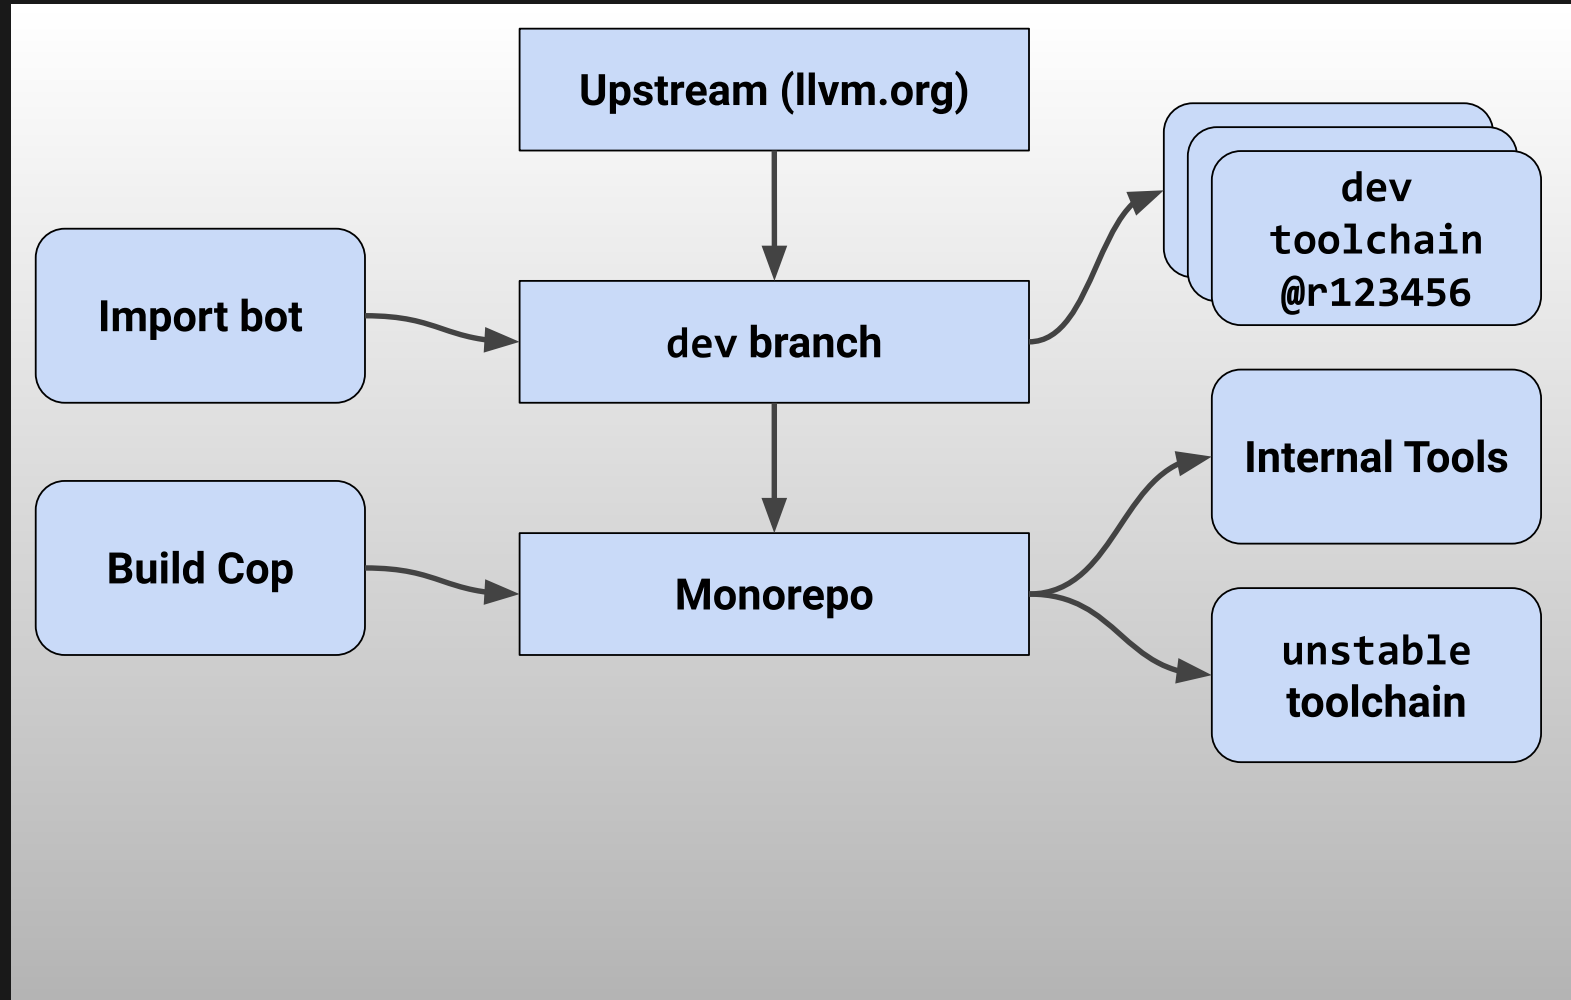 Upstream (llvm.org)
dev
toolchain
@r123456
Import bot
dev branch
Internal Tools
Build Cop
Monorepo
unstable
toolchain